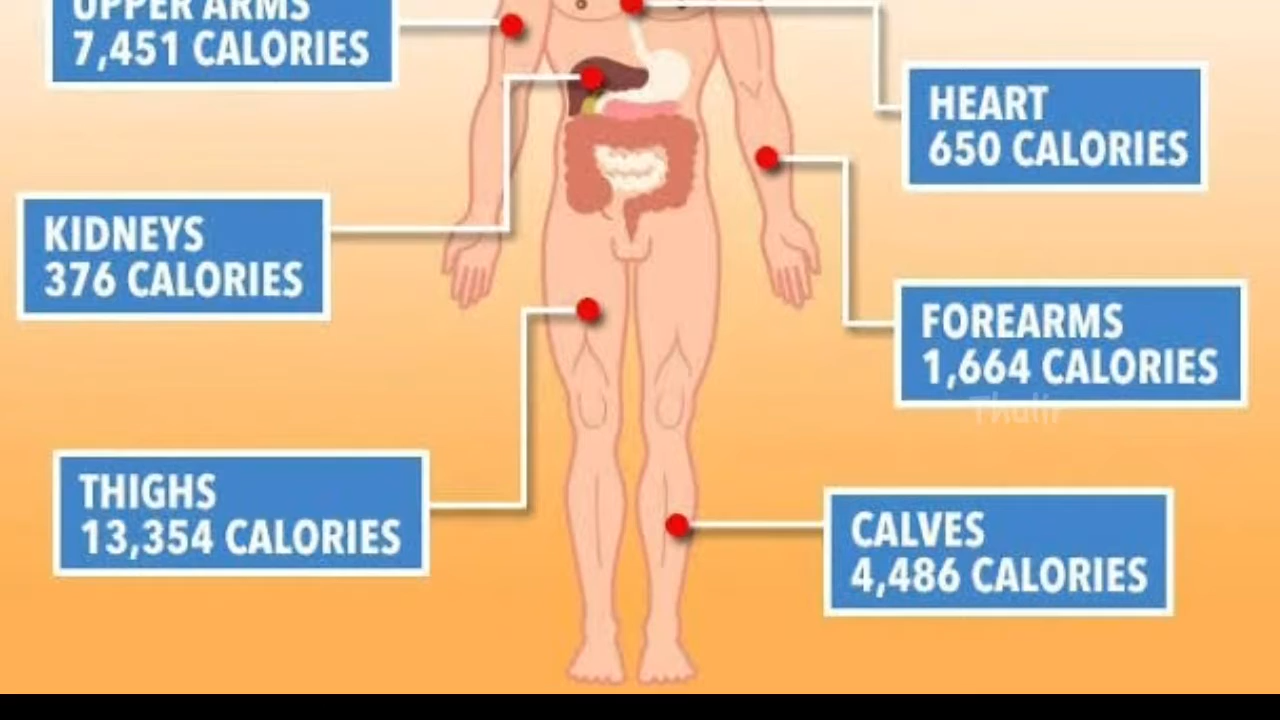 UPPER ARMS
7,451 CALORIES
HEART
650 CALORIES
KIDNEYS
376 CALORIES
FOREARMS
1,664 CALORIES
Thulir
THIGHS
13,354 CALORIES
CALVES
4,486 CALORIES